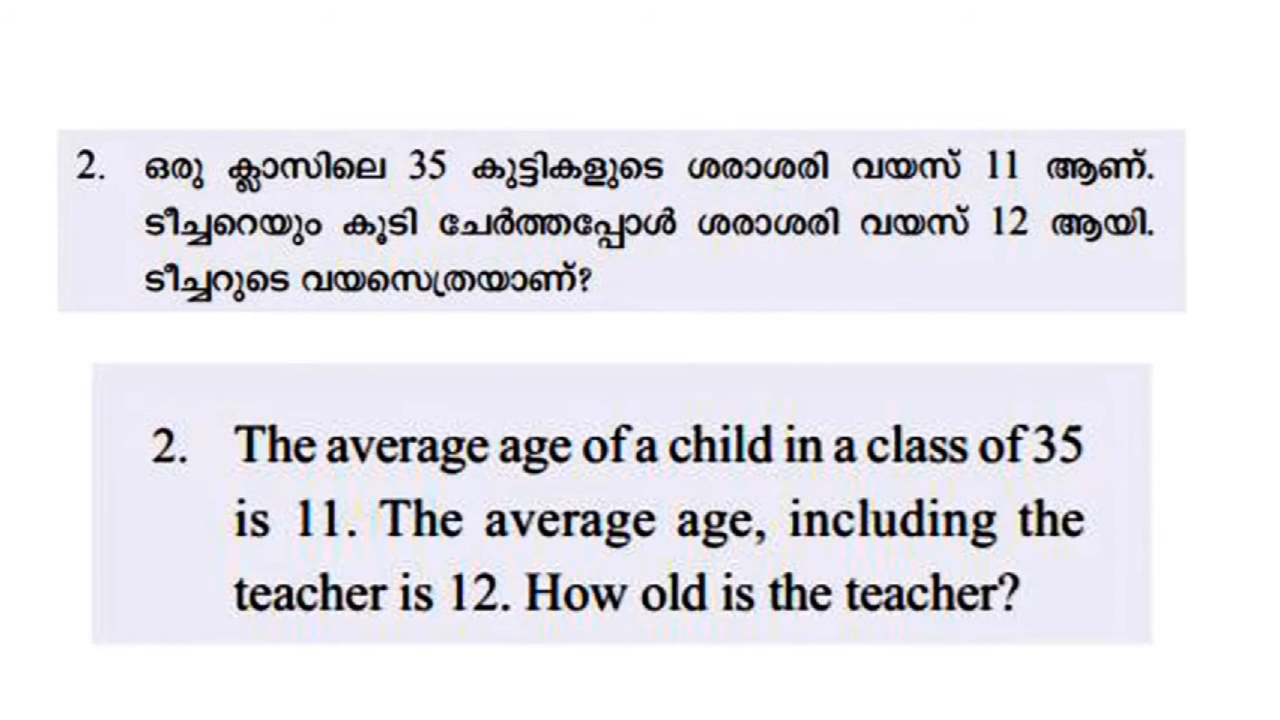 2. ഒരു ക്ലാസിലെ 35 കുട്ടികളുടെ ശരാശരി വയസ് 11 ആണ്.
ടീച്ചറെയും കൂടി ചേർത്തപ്പോൾ ശരാശരി വയസ് 12 ആയി.
ടീച്ചറുടെ വയസെത്രയാണ്?
2. The average age of a child in a class of 35
is 11. The average age, including the
teacher is 12. How old is the teacher?